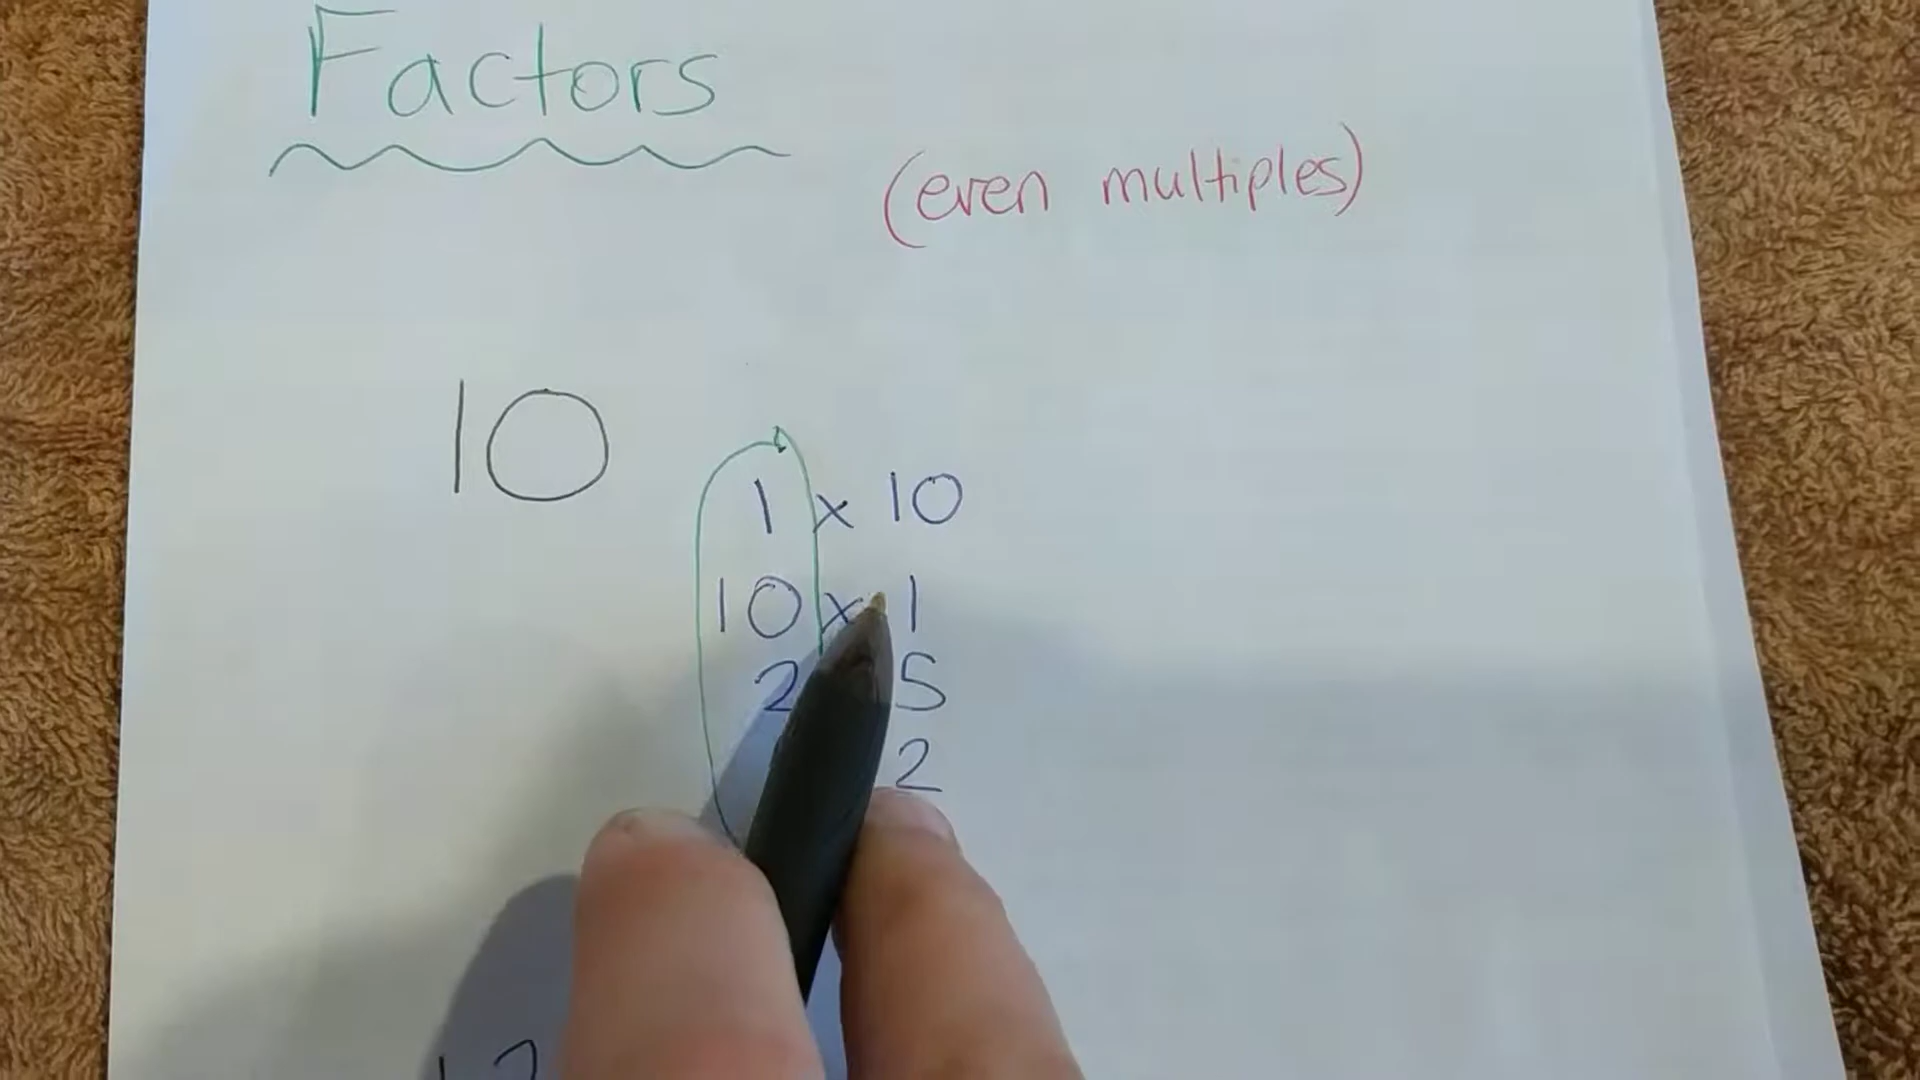 Factors
(even multiples)
10
1 x 10
10 x 1
2 5
2